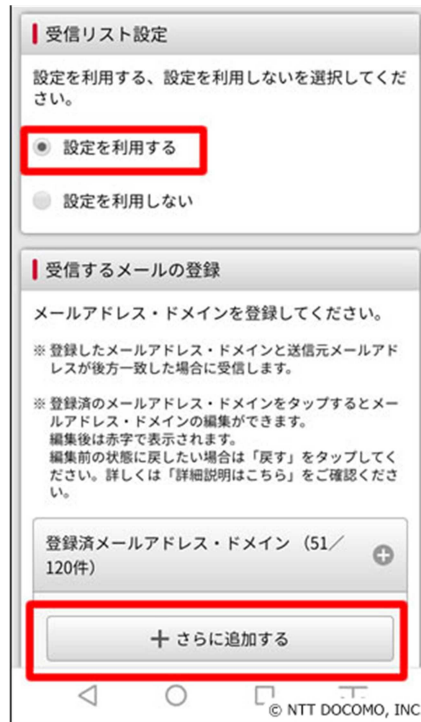 受信リスト設定
設定を利用する、設定を利用しないを選択してくだ
さい。
設定を利用する
設定を利用しない
受信するメールの登録
メールアドレス・ドメインを登録してください。
※ 登録したメールアドレス・ドメインと送信元メールアド
レスが後方一致した場合に受信します。
※ 登録済のメールアドレス・ドメインをタップするとメー
ルアドレス・ドメインの編集ができます。
編集後は赤字で表示されます。
編集前の状態に戻したい場合は「戻す」をタップしてく
ださい。詳しくは「詳細説明はこちら」をご確認くださ
い。
登録済メールアドレス・ドメイン （51／
120件）
＋ さらに追加する
© NTT DOCOMO, INC